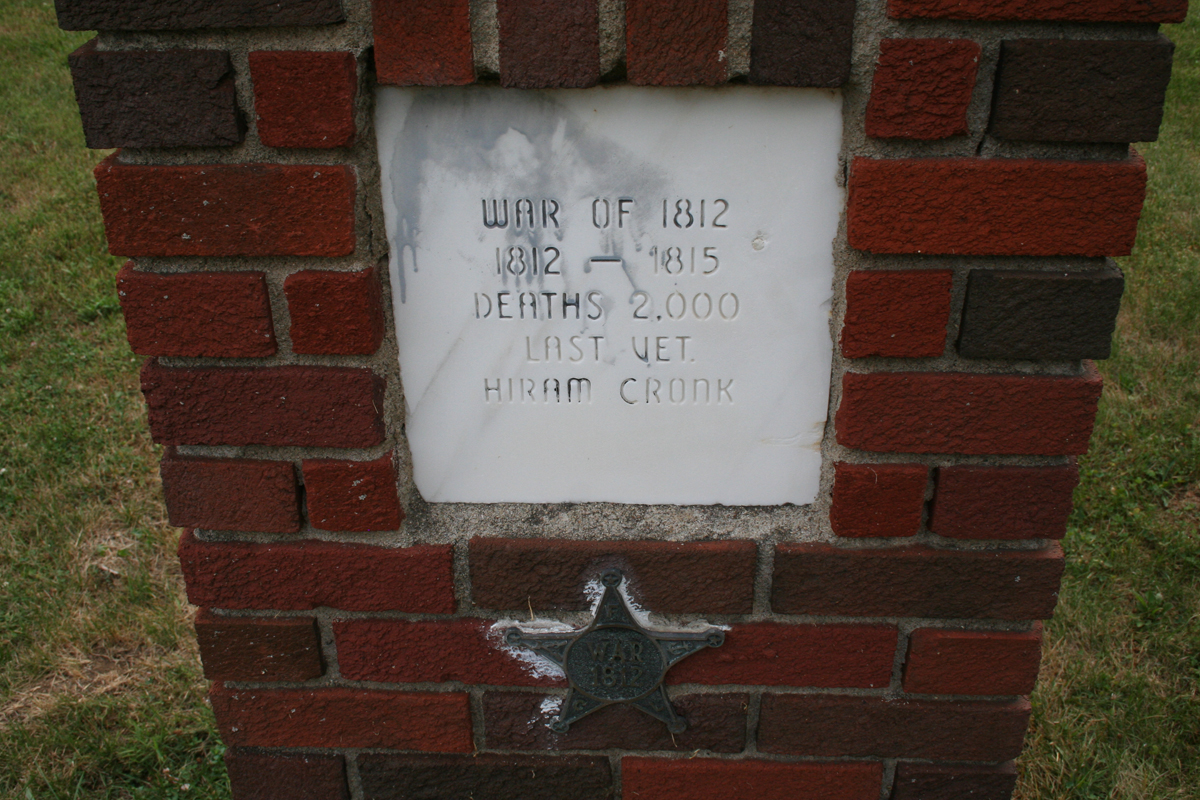 WAR OF 1812
1812 — 1815
DEATHS 2,000
LAST VET.
HIRAM CRONK
WAR
1812